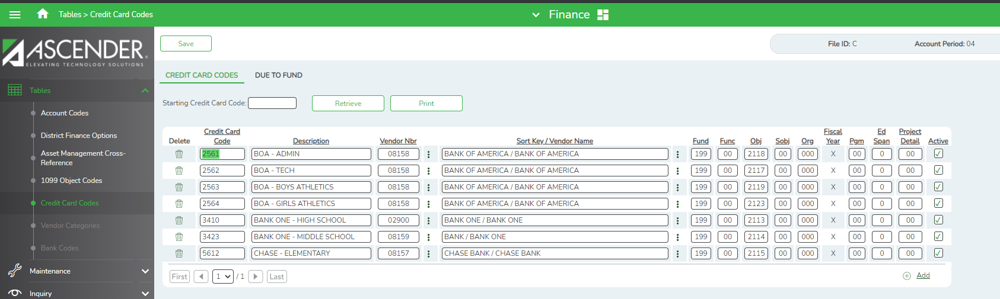 Tables > Credit Card Codes
Finance
ASCENDER
ELEVATING TECHNOLOGY SOLUTIONS
Tables
Account Codes
District Finance Options
Asset Management Cross-
Reference
1099 Object Codes
Credit Card Codes
Vendor Categories
Bank Codes
Maintenance
Inquiry
Save
File ID: C Account Period: 04
CREDIT CARD CODES DUE TO FUND
Starting Credit Card Code: Retrieve Print
Delete Credit Card Code Description Vendor Nbr Sort Key / Vendor Name Fund Func Obj Sobj Org Fiscal Year Pgm Ed Span Project Detail Active
2561 BOA - ADMIN 08158 BANK OF AMERICA / BANK OF AMERICA 199 00 2118 00 000 X 00 0 00
2562 BOA - TECH 08158 BANK OF AMERICA / BANK OF AMERICA 199 00 2117 00 000 X 00 0 00
2563 BOA - BOYS ATHLETICS 08158 BANK OF AMERICA / BANK OF AMERICA 199 00 2119 00 000 X 00 0 00
2564 BOA - GIRLS ATHLETICS 08158 BANK OF AMERICA / BANK OF AMERICA 199 00 2123 00 000 X 00 0 00
3410 BANK ONE - HIGH SCHOOL 02900 BANK ONE / BANK ONE 199 00 2113 00 000 X 00 0 00
3423 BANK ONE - MIDDLE SCHOOL 08159 BANK / BANK ONE 199 00 2114 00 000 X 00 0 00
5612 CHASE - ELEMENTARY 08157 CHASE BANK / CHASE BANK 199 00 2115 00 000 X 00 0 00
First 1 / 1 Last Add